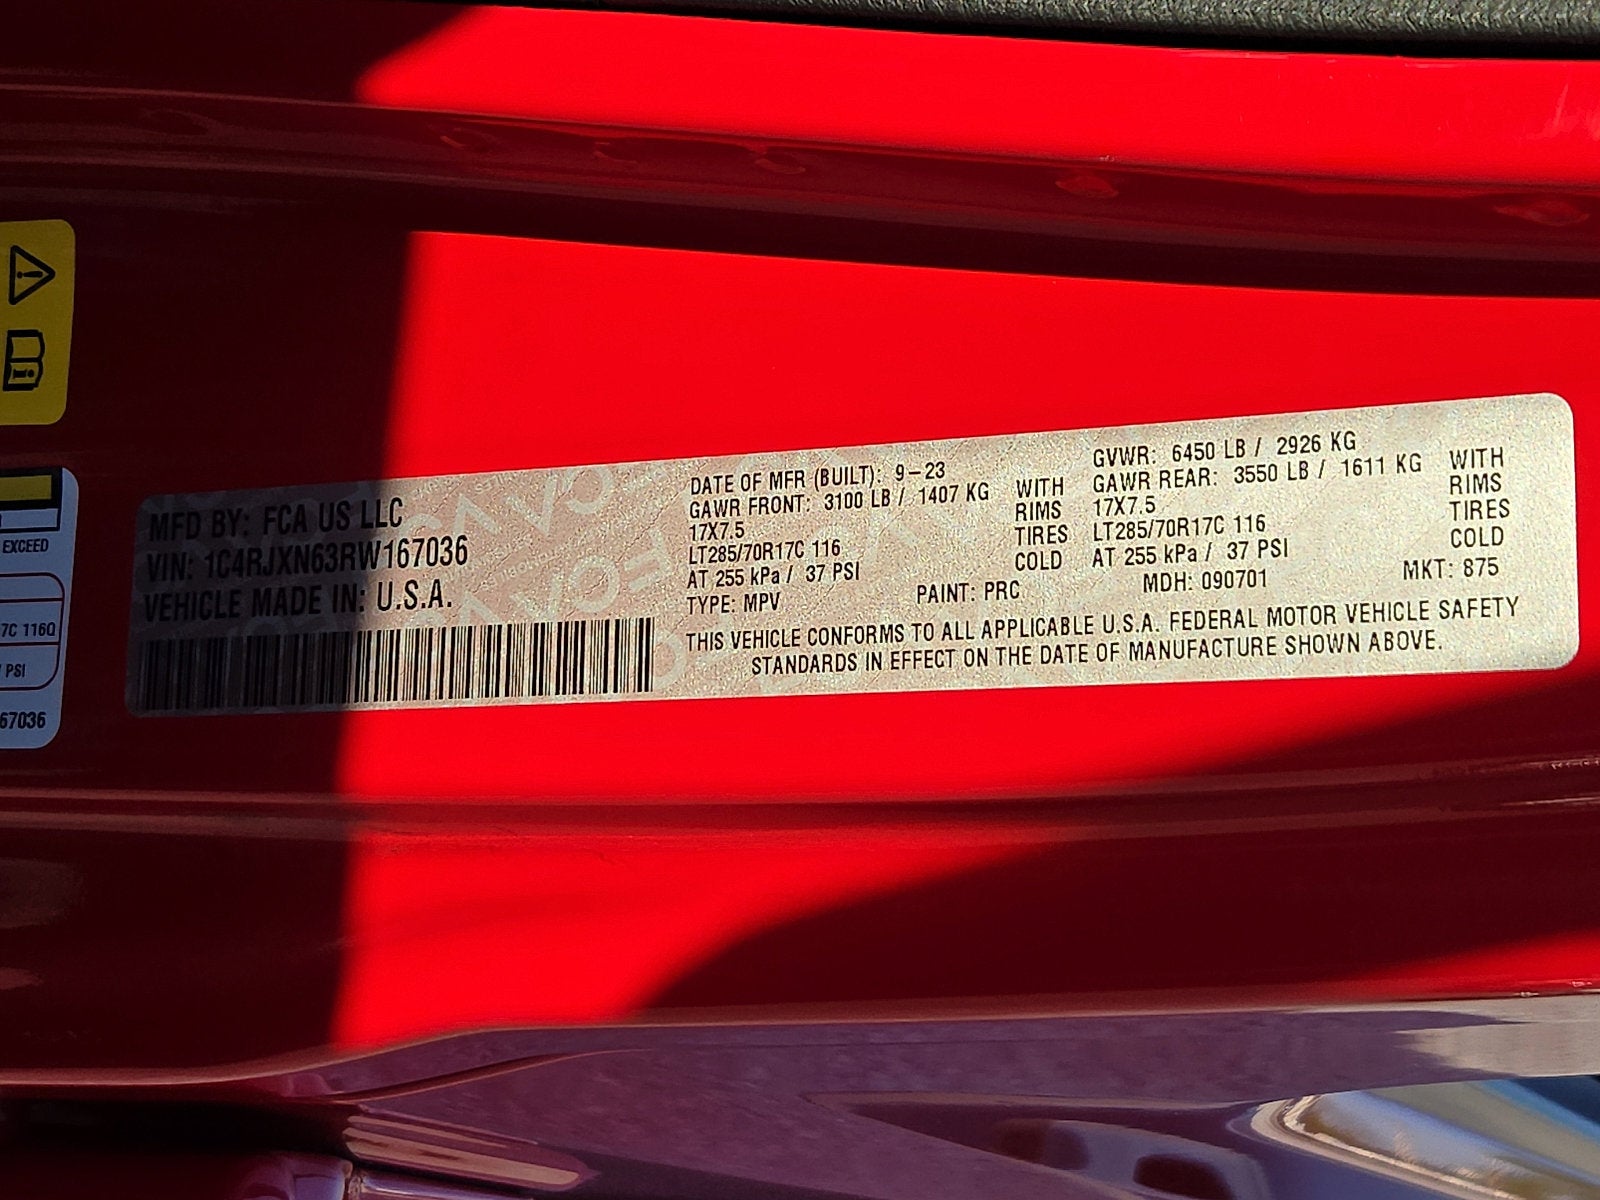 EXCEED
7C 116Q
PSI
67036
MFD BY: FCA US LLC
VIN: 1C4RJXN63RW167036
VEHICLE MADE IN: U.S.A.
DATE OF MFR (BUILT): 9-23
GAWR FRONT: 3100 LB / 1407 KG WITH
17X7.5 RIMS
LT285/70R17C 116 TIRES
AT 255 kPa / 37 PSI COLD
TYPE: MPV
GVWR: 6450 LB / 2926 KG
GAWR REAR: 3550 LB / 1611 KG WITH
17X7.5 RIMS
LT285/70R17C 116 TIRES
AT 255 kPa / 37 PSI COLD
PAINT: PRC MDH: 090701 MKT: 875
THIS VEHICLE CONFORMS TO ALL APPLICABLE U.S.A. FEDERAL MOTOR VEHICLE SAFETY
STANDARDS IN EFFECT ON THE DATE OF MANUFACTURE SHOWN ABOVE.